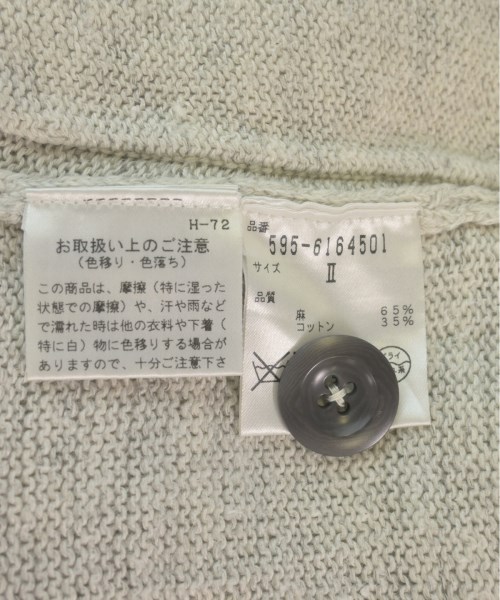 H-72
お取扱い上のご注意
（色移り・色落ち）
この商品は、摩擦（特に湿った
状態での摩擦）や、汗や雨など
で濡れた時は他の衣料や下着（
特に白）物に色移りする場合が
ありますので、十分ご注意下さ
品番
595-6164501
サイズ
II
品質
麻 65%
コットン 35%
ドライ